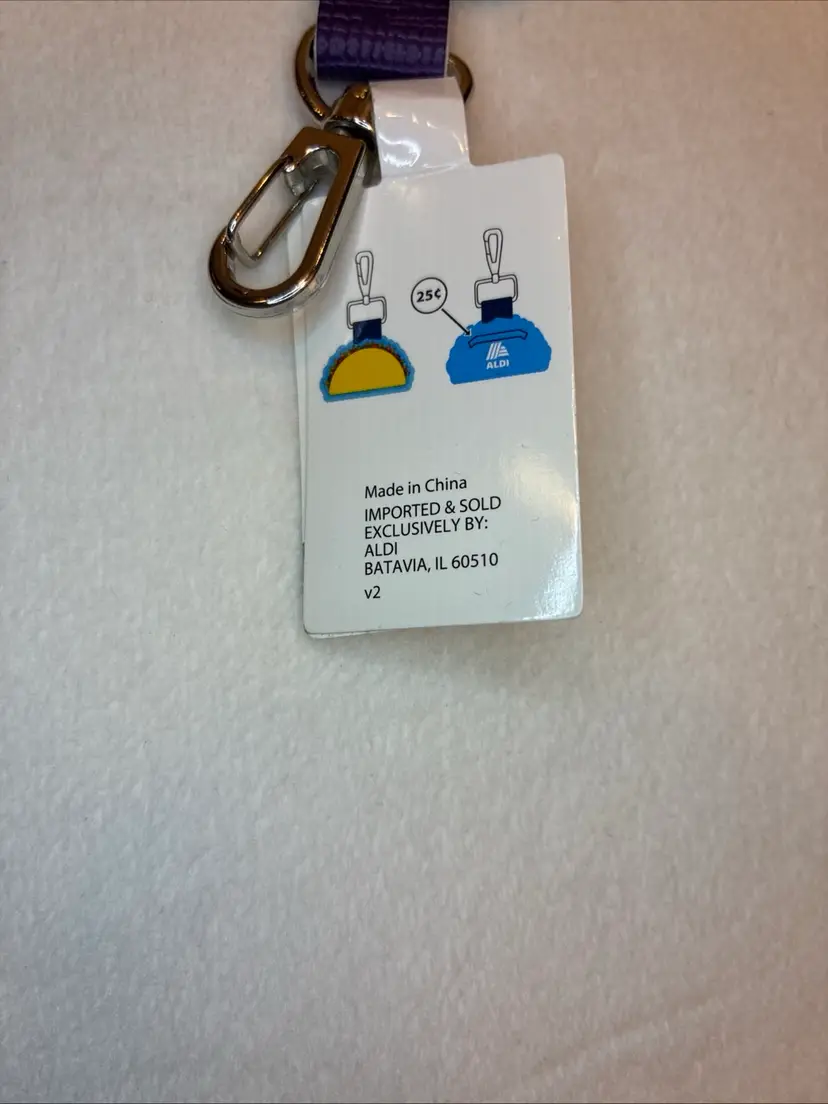 25¢
ALDI
Made in China
IMPORTED & SOLD
EXCLUSIVELY BY:
ALDI
BATAVIA, IL 60510
v2